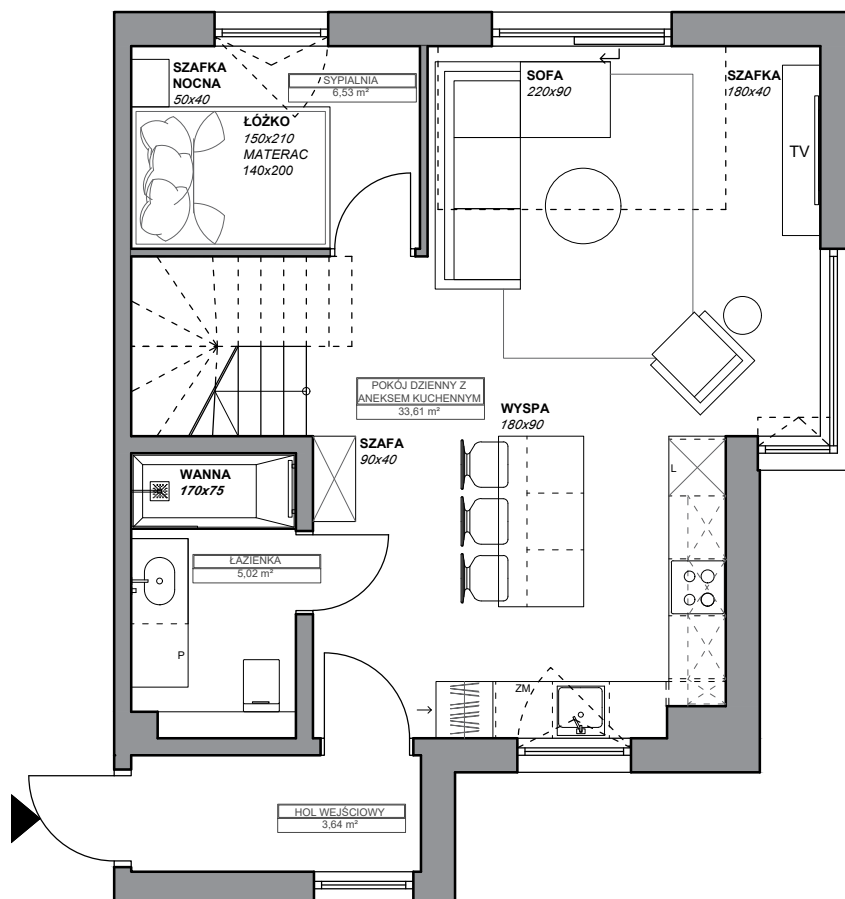 SZAFKA
NOCNA
50x40
SYPIALNIA
6,53 m²
ŁÓŻKO
150x210
MATERAC
140x200
SOFA
220x90
SZAFKA
180x40
TV
POKÓJ DZIENNY Z
ANEKSEM KUCHENNYM
33,61 m²
WYSPA
180x90
SZAFA
90x40
L
WANNA
170x75
ŁAZIENKA
5,02 m²
P
ZM
HOL WEJŚCIOWY
3,64 m²